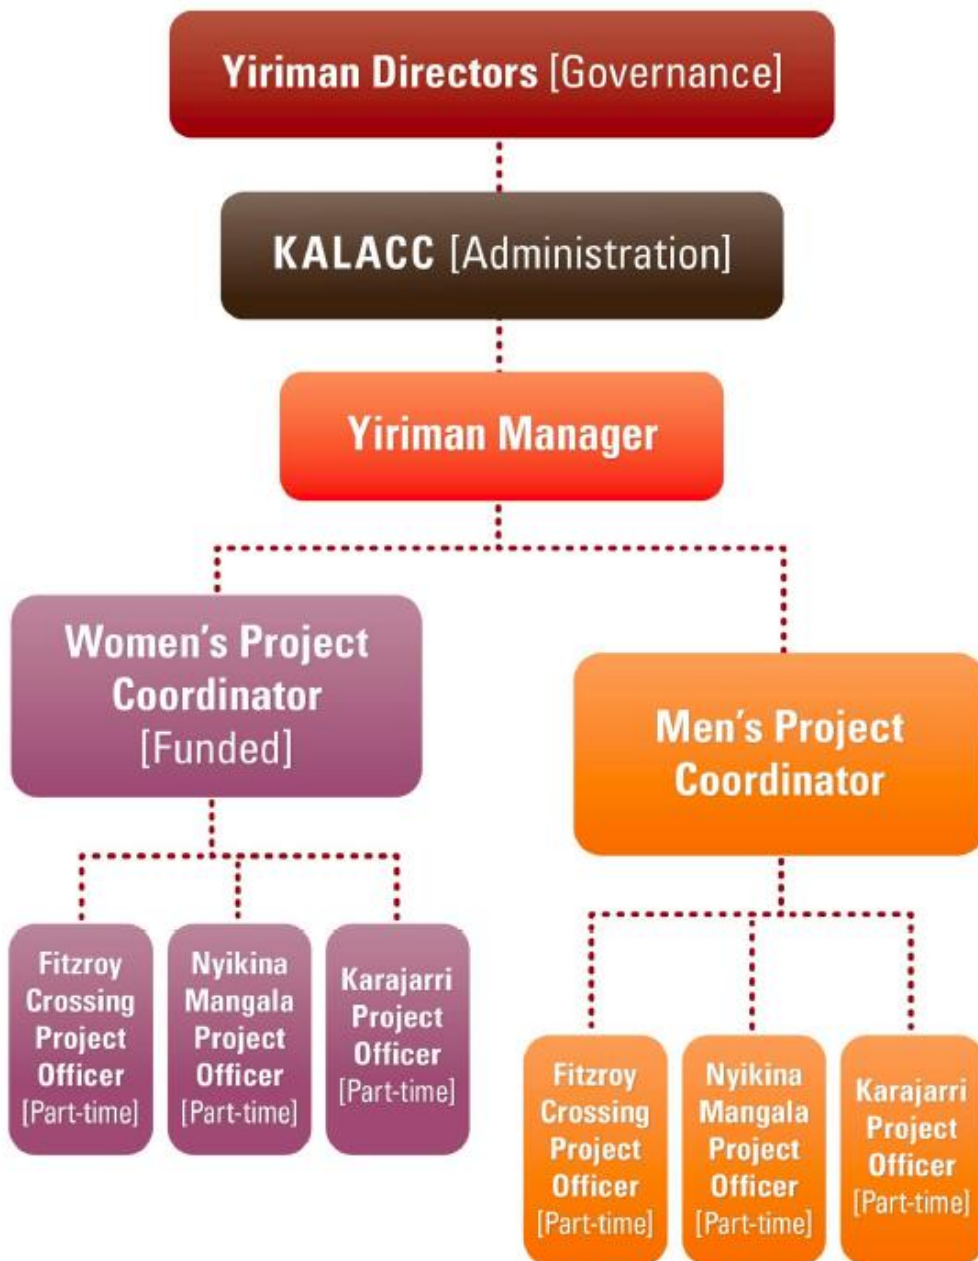 Yiriman Directors [Governance]
KALACC [Administration]
Yiriman Manager
Women's Project
Coordinator
[Funded]
Men's Project
Coordinator
Fitzroy
Crossing
Project
Officer
[Part-time]
Nyikina
Mangala
Project
Officer
[Part-time]
Karajarri
Project
Officer
[Part-time]
Fitzroy
Crossing
Project
Officer
[Part-time]
Nyikina
Mangala
Project
Officer
[Part-time]
Karajarri
Project
Officer
[Part-time]